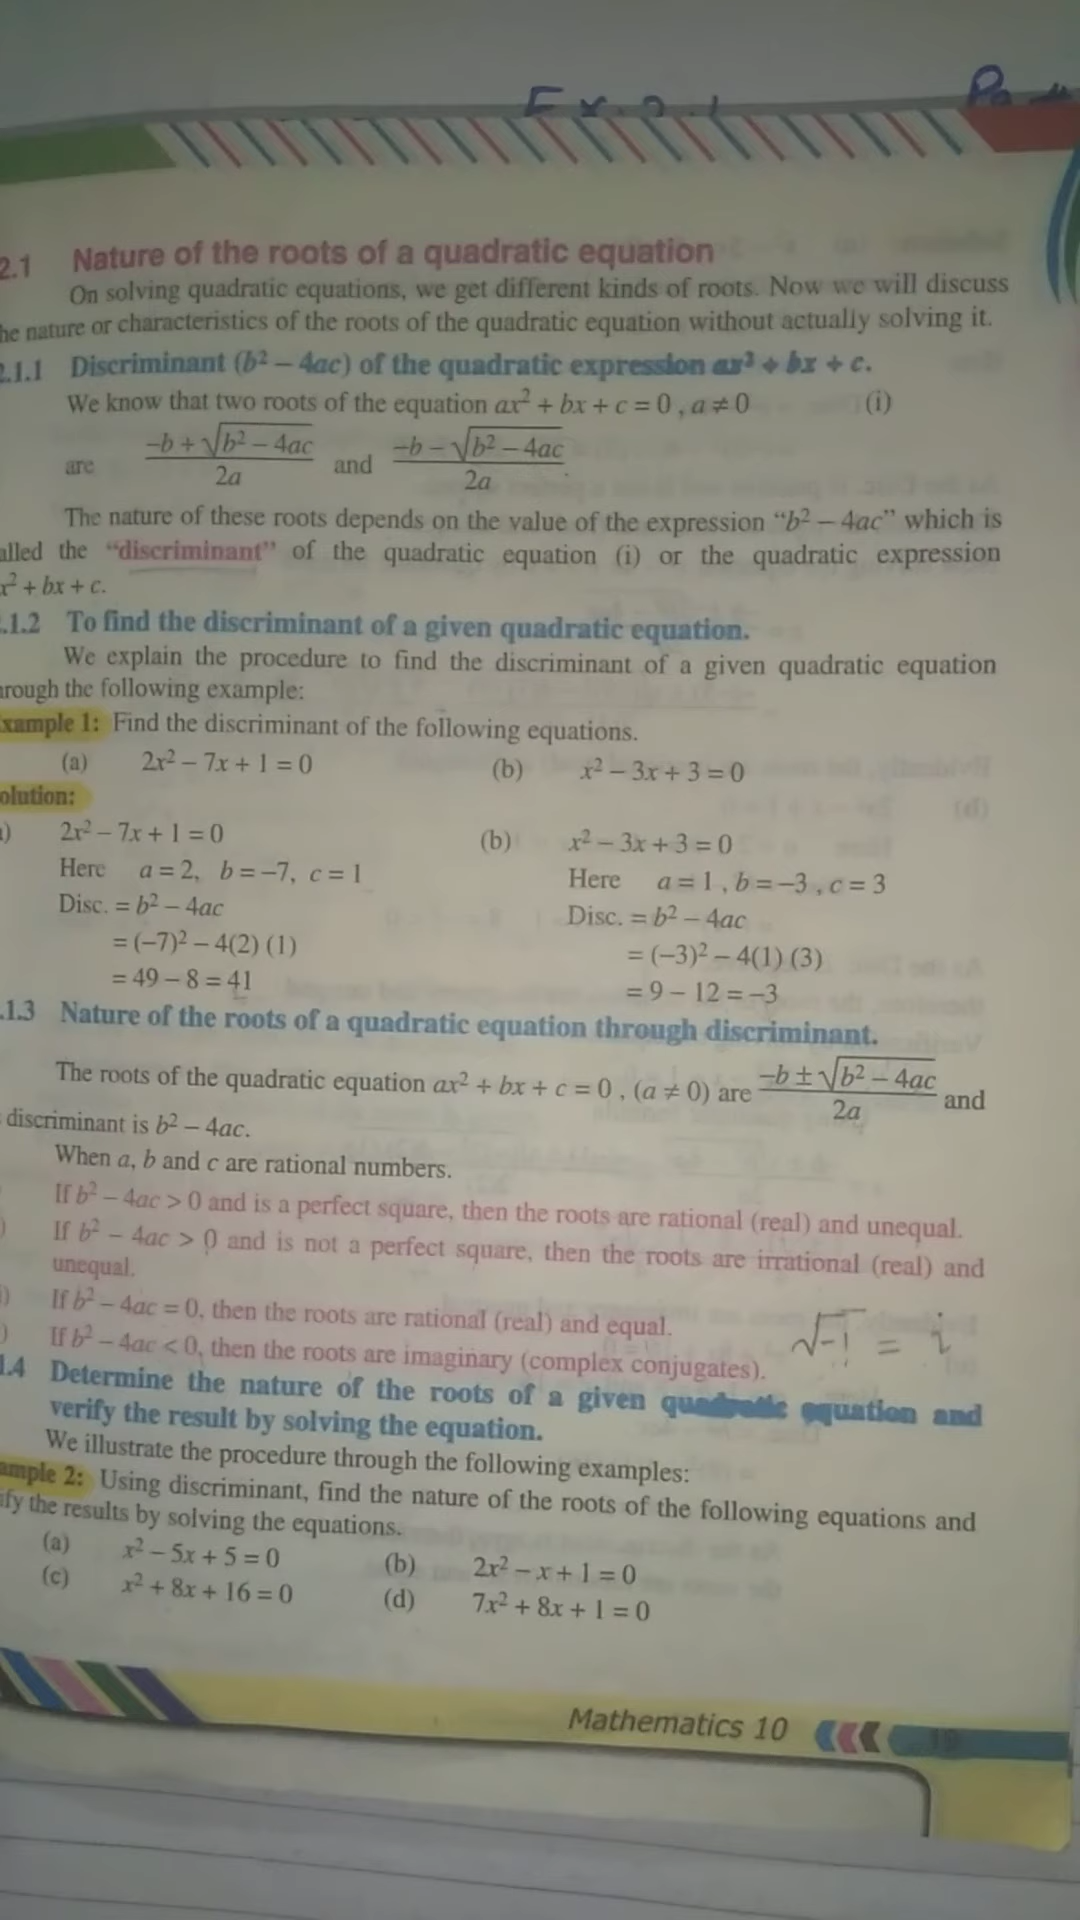 Ex. 2.1
2.1 Nature of the roots of a quadratic equation
On solving quadratic equations, we get different kinds of roots. Now we will discuss
he nature or characteristics of the roots of the quadratic equation without actually solving it.
2.1.1 Discriminant (b² – 4ac) of the quadratic expression ax² + bx + c.
We know that two roots of the equation ax² + bx + c = 0 , a ≠ 0 (i)
are (–b + √(b² – 4ac))/2a and (–b – √(b² – 4ac))/2a .
The nature of these roots depends on the value of the expression “b² – 4ac” which is
alled the “discriminant” of the quadratic equation (i) or the quadratic expression
x² + bx + c.
.1.2 To find the discriminant of a given quadratic equation.
We explain the procedure to find the discriminant of a given quadratic equation
rough the following example:
xample 1: Find the discriminant of the following equations.
(a) 2x² – 7x + 1 = 0 (b) x² – 3x + 3 = 0
olution:
) 2x² – 7x + 1 = 0 (b) x² – 3x + 3 = 0
Here a = 2, b = –7, c = 1 Here a = 1 , b = –3 , c = 3
Disc. = b² – 4ac Disc. = b² – 4ac
= (–7)² – 4(2) (1) = (–3)² – 4(1) (3)
= 49 – 8 = 41 = 9 – 12 = –3
.1.3 Nature of the roots of a quadratic equation through discriminant.
The roots of the quadratic equation ax² + bx + c = 0 , (a ≠ 0) are (–b ± √(b² – 4ac))/2a and
discriminant is b² – 4ac.
When a, b and c are rational numbers.
If b² – 4ac > 0 and is a perfect square, then the roots are rational (real) and unequal.
) If b² – 4ac > 0 and is not a perfect square, then the roots are irrational (real) and
unequal.
) If b² – 4ac = 0, then the roots are rational (real) and equal.
) If b² – 4ac < 0, then the roots are imaginary (complex conjugates).
√-1 = i
1.4 Determine the nature of the roots of a given quadratic equation and
verify the result by solving the equation.
We illustrate the procedure through the following examples:
ample 2: Using discriminant, find the nature of the roots of the following equations and
ify the results by solving the equations.
(a) x² – 5x + 5 = 0 (b) 2x² – x + 1 = 0
(c) x² + 8x + 16 = 0 (d) 7x² + 8x + 1 = 0
Mathematics 10